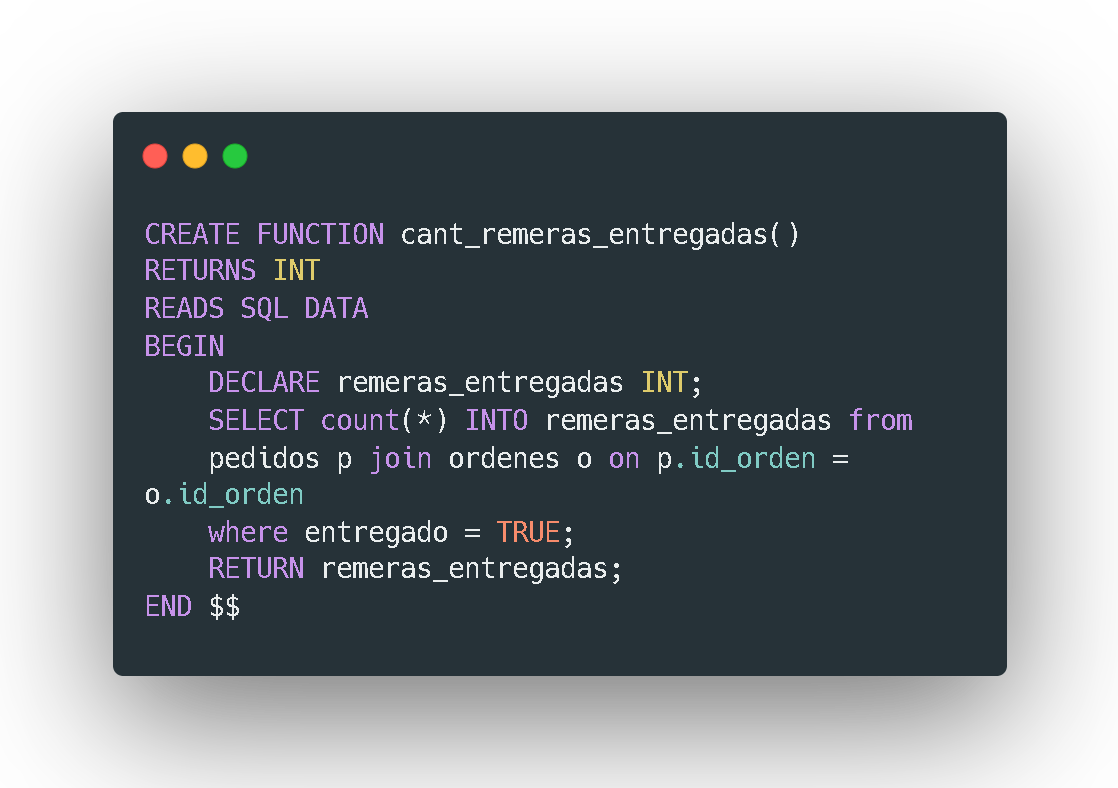 CREATE FUNCTION cant_remeras_entregadas()
RETURNS INT
READS SQL DATA
BEGIN
    DECLARE remeras_entregadas INT;
    SELECT count(*) INTO remeras_entregadas from
    pedidos p join ordenes o on p.id_orden =
o.id_orden
    where entregado = TRUE;
    RETURN remeras_entregadas;
END $$